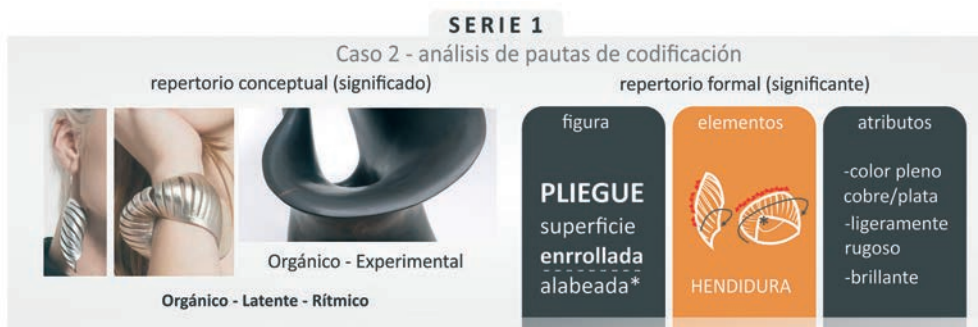 SERIE 1
Caso 2 - análisis de pautas de codificación
repertorio conceptual (significado)
repertorio formal (significante)
Orgánico - Experimental
Orgánico - Latente - Rítmico
figura
PLIEGUE
superficie
enrrollada
alabeada*
elementos
HENDIDURA
atributos
-color pleno
cobre/plata
-ligeramente
rugoso
-brillante